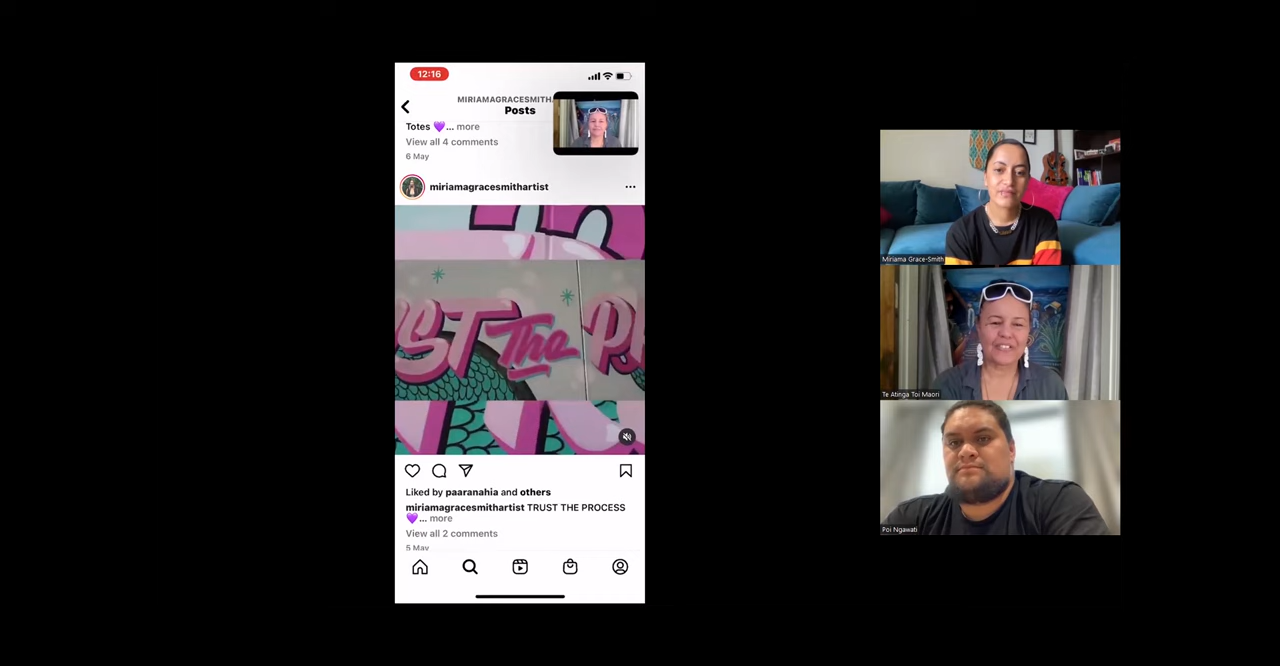 12:16
MIRIAMAGRACESMITH
Posts
Totes 💜... more
View all 4 comments
6 May
miriamagracesmithartist
ST The P
Liked by paaranahia and others
miriamagracesmithartist TRUST THE PROCESS
💜... more
View all 2 comments
5 May
Miriama Grace-Smith
Te Atinga Toi Maori
Poi Ngawati